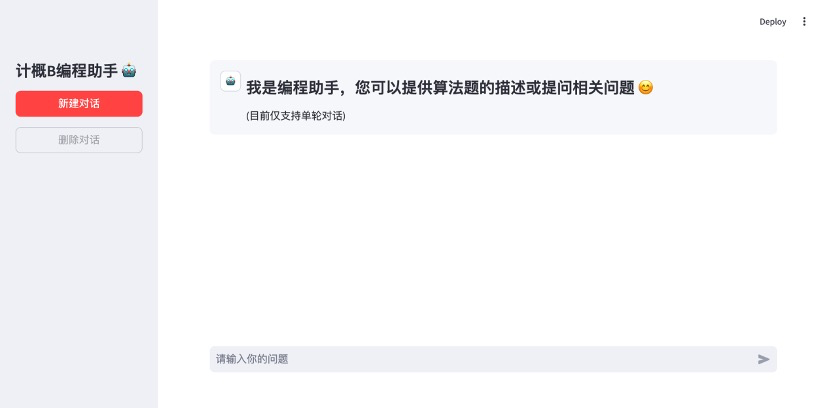 Deploy
计概B编程助手 🤖
新建对话
删除对话
我是编程助手，您可以提供算法题的描述或提问相关问题 😊
(目前仅支持单轮对话)
请输入你的问题